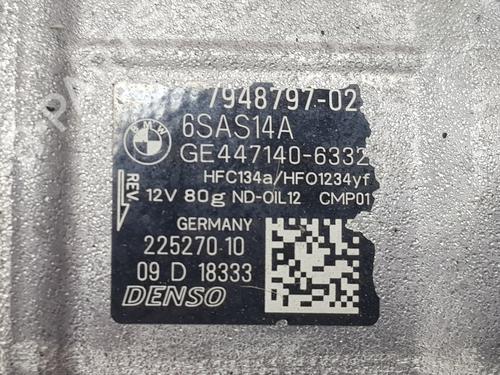 7948797-02
BMW
6SAS14A
GE447140-6332
HFC134a/HFO1234yf
REV. 12V 80g ND-OIL12 CMP01
GERMANY
225270 10
09 D 18333
DENSO